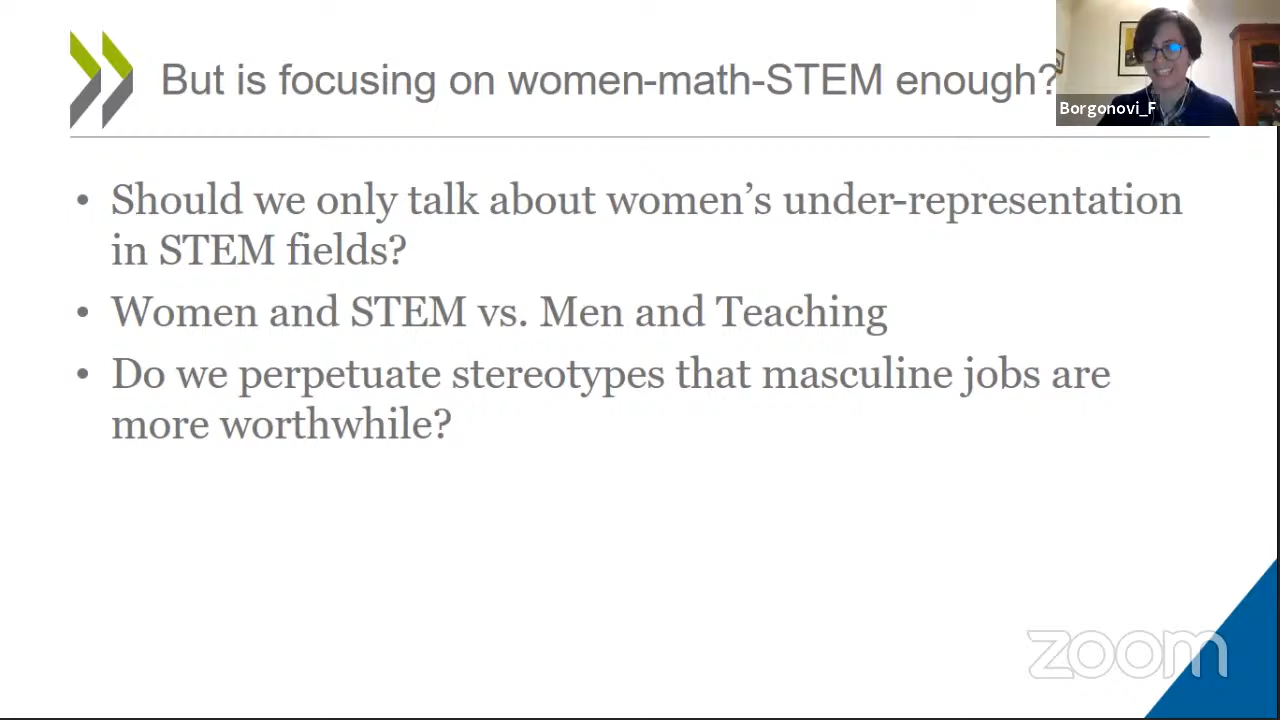 But is focusing on women-math-STEM enough?
Borgonovi_F
• Should we only talk about women’s under-representation
in STEM fields?
• Women and STEM vs. Men and Teaching
• Do we perpetuate stereotypes that masculine jobs are
more worthwhile?
zoom